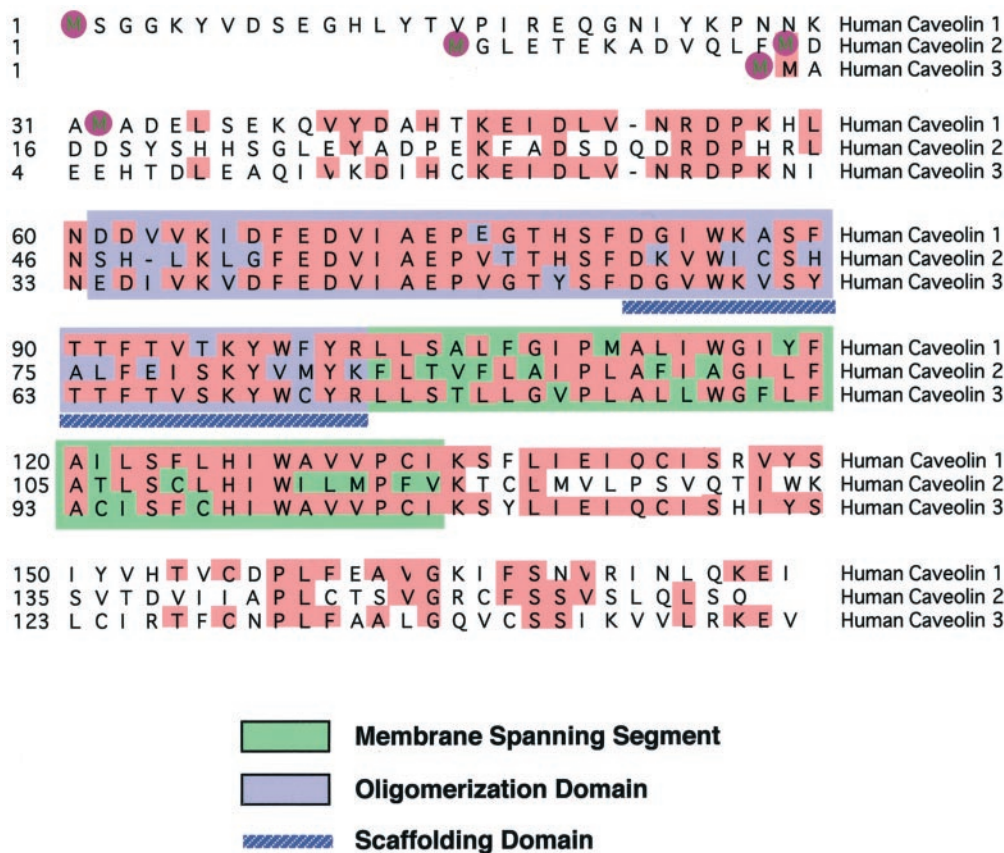 1 M S G G K Y V D S E G H L Y T V P I R E Q G N I Y K P N N K Human Caveolin 1
1 M G L E T E K A D V Q L F M D Human Caveolin 2
1 M M A Human Caveolin 3
31 A M A D E L S E K Q V Y D A H T K E I D L V - N R D P K H L Human Caveolin 1
16 D D S Y S H H S G L E Y A D P E K F A D S D Q D R D P H R L Human Caveolin 2
4 E E H T D L E A Q I V K D I H C K E I D L V - N R D P K N I Human Caveolin 3
60 N D D V V K I D F E D V I A E P E G T H S F D G I W K A S F Human Caveolin 1
46 N S H - L K L G F E D V I A E P V T T H S F D K V W I C S H Human Caveolin 2
33 N E D I V K V D F E D V I A E P V G T Y S F D G V W K V S Y Human Caveolin 3
90 T T F T V T K Y W F Y R L L S A L F G I P M A L I W G I Y F Human Caveolin 1
75 A L F E I S K Y V M Y K F L T V F L A I P L A F I A G I L F Human Caveolin 2
63 T T F T V S K Y W C Y R L L S T L L G V P L A L L W G F L F Human Caveolin 3
120 A I L S F L H I W A V V P C I K S F L I E I Q C I S R V Y S Human Caveolin 1
105 A T L S C L H I W I L M P F V K T C L M V L P S V Q T I W K Human Caveolin 2
93 A C I S F C H I W A V V P C I K S Y L I E I Q C I S H I Y S Human Caveolin 3
150 I Y V H T V C D P L F E A V G K I F S N V R I N L Q K E I Human Caveolin 1
135 S V T D V I I A P L C T S V G R C F S S V S L Q L S Q Human Caveolin 2
123 L C I R T F C N P L F A A L G Q V C S S I K V V L R K E V Human Caveolin 3
Membrane Spanning Segment
Oligomerization Domain
Scaffolding Domain